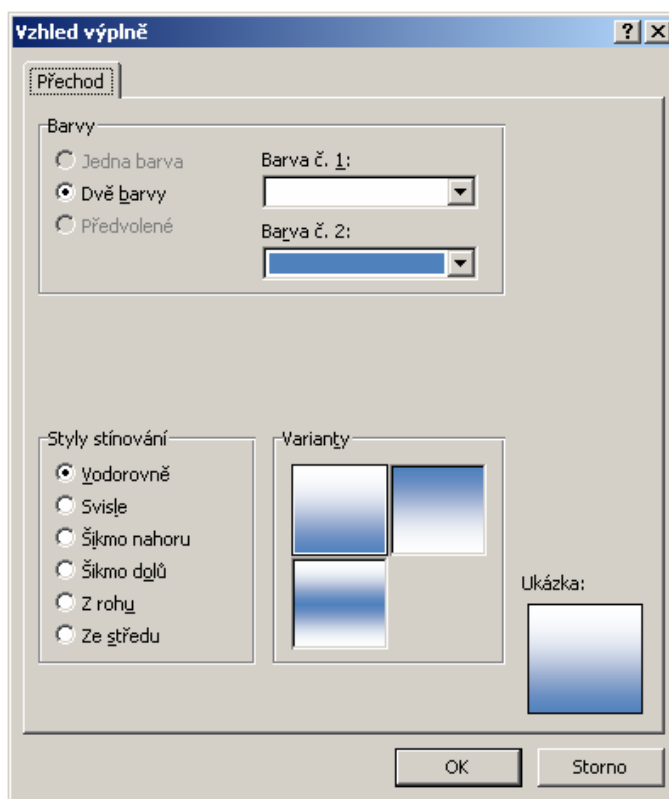 Vzhled výplně
Přechod
Barvy
Jedna barva
Dvě barvy
Předvolené
Barva č. 1:
Barva č. 2:
Styly stínování
Vodorovně
Svisle
Šikmo nahoru
Šikmo dolů
Z rohu
Ze středu
Varianty
Ukázka:
OK
Storno